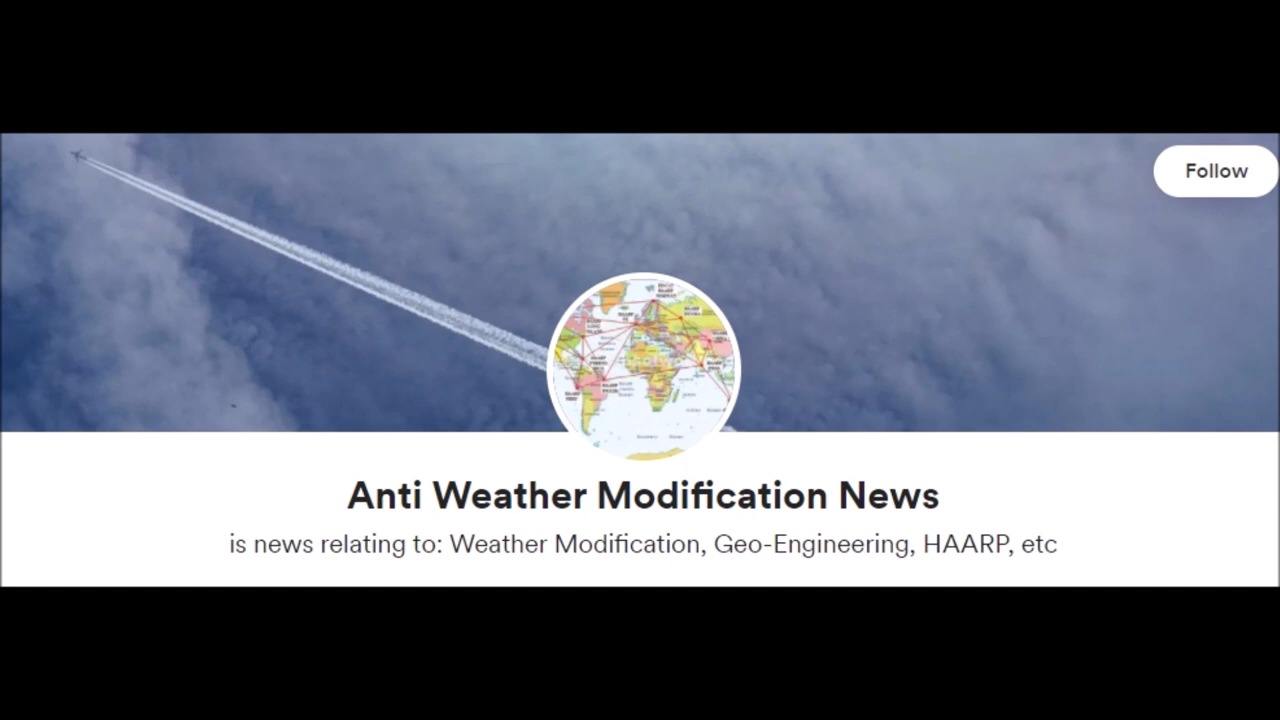 Follow
Anti Weather Modification News
is news relating to: Weather Modification, Geo-Engineering, HAARP, etc